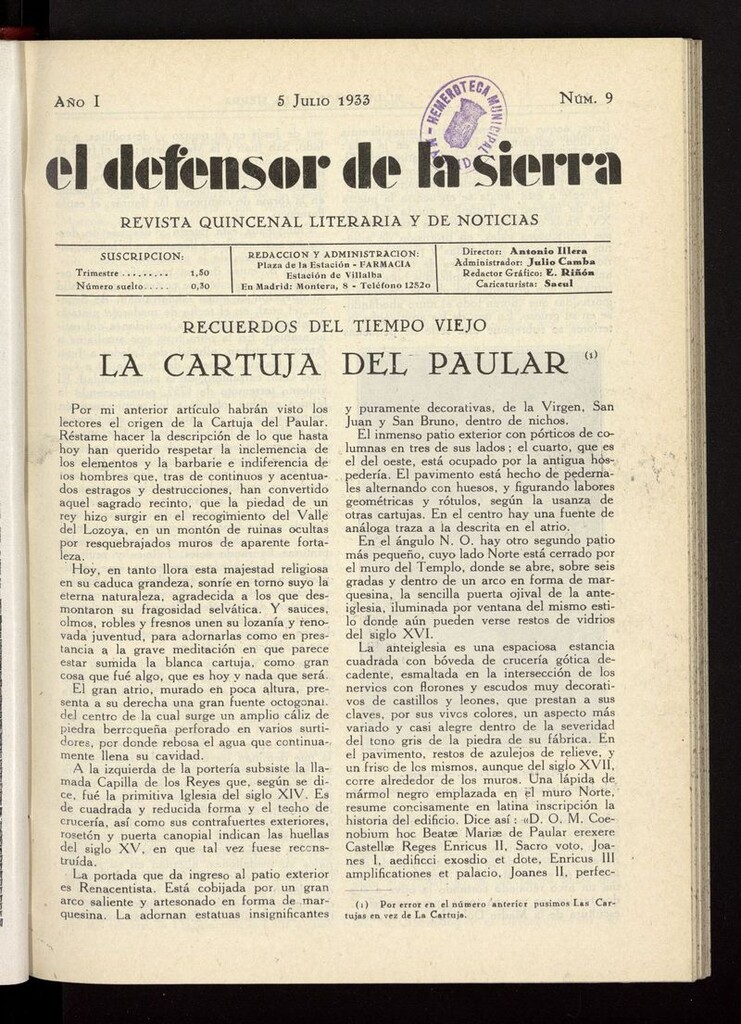 AÑO I
5 JULIO 1933
NÚM. 9
HEMEROTECA MUNICIPAL
el defensor de la sierra
REVISTA QUINCENAL LITERARIA Y DE NOTICIAS
SUSCRIPCION:
Trimestre ......... 1,50
Número suelto..... 0,30
REDACCION Y ADMINISTRACION:
Plaza de la Estación - FARMACIA
Estación de Villalba
En Madrid: Montera, 8 - Teléfono 12520
Director: Antonio Illera
Administrador: Julio Camba
Redactor Gráfico: E. Riñón
Caricaturista: Sacul
RECUERDOS DEL TIEMPO VIEJO
LA CARTUJA DEL PAULAR (1)
Por mi anterior artículo habrán visto los
lectores el origen de la Cartuja del Paular.
Réstame hacer la descripción de lo que hasta
hoy han querido respetar la inclemencia de
los elementos y la barbarie e indiferencia de
los hombres que, tras de continuos y acentua-
dos estragos y destrucciones, han convertido
aquel sagrado recinto, que la piedad de un
rey hizo surgir en el recogimiento del Valle
del Lozoya, en un montón de ruinas ocultas
por resquebrajados muros de aparente forta-
leza.
Hoy, en tanto llora esta majestad religiosa
en su caduca grandeza, sonríe en torno suyo la
eterna naturaleza, agradecida a los que des-
montaron su fragosidad selvática. Y sauces,
olmos, robles y fresnos unen su lozanía y reno-
vada juventud, para adornarlas como en pres-
tancia a la grave meditación en que parece
estar sumida la blanca cartuja, como gran
cosa que fué algo, que es hoy y nada que será.
El gran atrio, murado en poca altura, pre-
senta a su derecha una gran fuente octogonal.
del centro de la cual surge un amplio cáliz de
piedra berroqueña perforado en varios surti-
dores, por donde rebosa el agua que continua-
mente llena su cavidad.
A la izquierda de la portería subsiste la lla-
mada Capilla de los Reyes que, según se di-
ce, fué la primitiva Iglesia del siglo XIV. Es
de cuadrada y reducida forma y el techo de
crucería, así como sus contrafuertes exteriores,
rosetón y puerta canopial indican las huellas
del siglo XV, en que tal vez fuese recons-
truída.
La portada que da ingreso al patio exterior
es Renacentista. Está cobijada por un gran
arco saliente y artesonado en forma de mar-
quesina. La adornan estatuas insignificantes
y puramente decorativas, de la Virgen, San
Juan y San Bruno, dentro de nichos.
El inmenso patio exterior con pórticos de co-
lumnas en tres de sus lados; el cuarto, que es
el del oeste, está ocupado por la antigua hos-
pedería. El pavimento está hecho de pederna-
les alternando con huesos, y figurando labores
geométricas y rótulos, según la usanza de
otras cartujas. En el centro hay una fuente de
análoga traza a la descrita en el atrio.
En el ángulo N. O. hay otro segundo patio
más pequeño, cuyo lado Norte está cerrado por
el muro del Templo, donde se abre, sobre seis
gradas y dentro de un arco en forma de mar-
quesina, la sencilla puerta ojival de la ante-
iglesia, iluminada por ventana del mismo esti-
lo donde aún pueden verse restos de vidrios
del siglo XVI.
La anteiglesia es una espaciosa estancia
cuadrada con bóveda de crucería gótica de-
cadente, esmaltada en la intersección de los
nervios con florones y escudos muy decorati-
vos de castillos y leones, que prestan a sus
claves, por sus vivos colores, un aspecto más
variado y casi alegre dentro de la severidad
del tono gris de la piedra de su fábrica. En
el pavimento, restos de azulejos de relieve, y
un friso de los mismos, aunque del siglo XVII,
corre alrededor de los muros. Una lápida de
mármol negro emplazada en el muro Norte,
resume concisamente en latina inscripción la
historia del edificio. Dice así: «D. O. M. Coe-
nobium hoc Beatæ Mariæ de Paular erexere
Castellæ Reges Enricus II, Sacro voto, Joa-
nes I, aedificci exosdio et dote, Enricus III
amplificationes et palacio, Joanes II, perfec-
(1) Por error en el número anterior pusimos Las Car-
tujas en vez de La Cartuja.